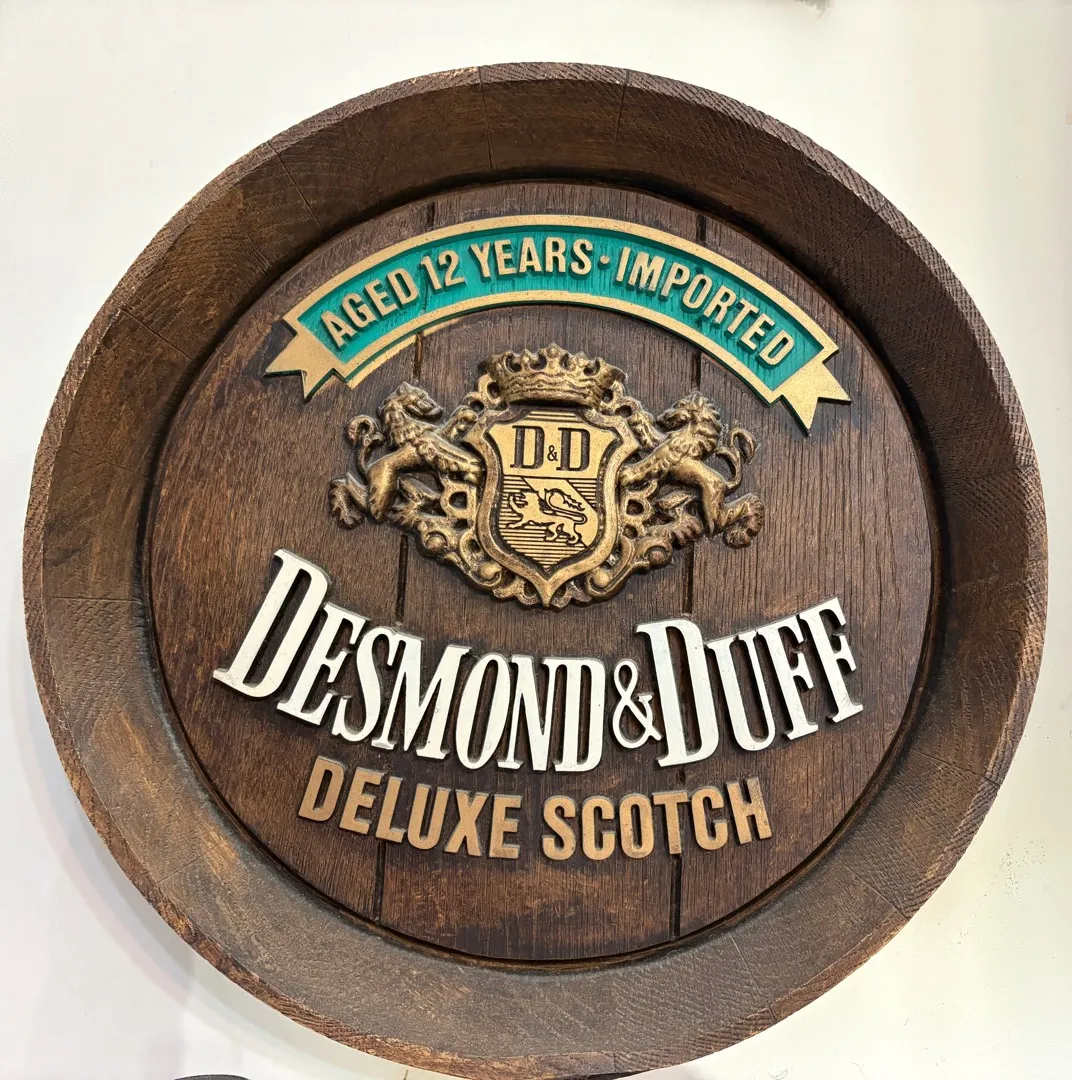 AGED 12 YEARS · IMPORTED
D&D
DESMOND & DUFF
DELUXE SCOTCH